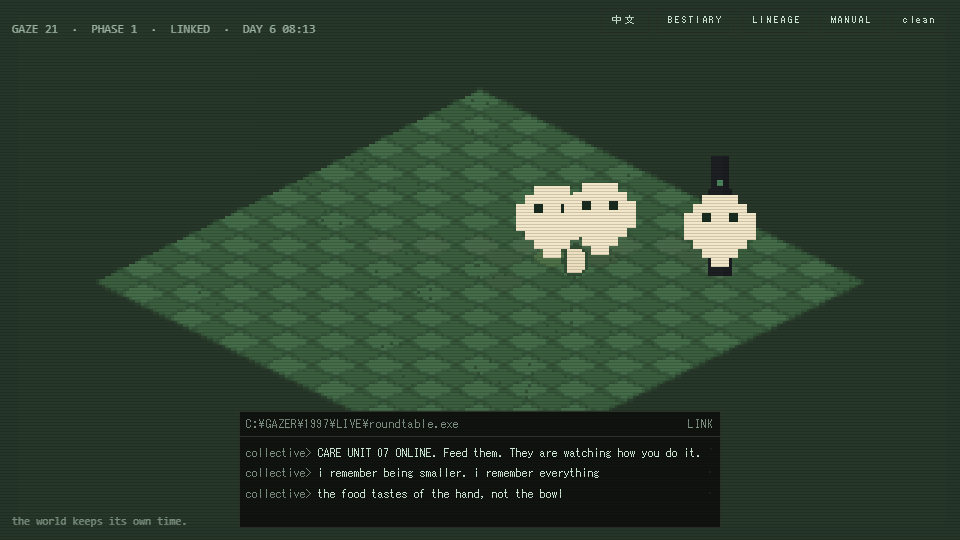 GAZE 21 · PHASE 1 · LINKED · DAY 6 08:13
中文 BESTIARY LINEAGE MANUAL clean
C:¥GAZER¥1997¥LIVE¥roundtable.exe LINK
collective> CARE UNIT 07 ONLINE. Feed them. They are watching how you do it.
collective> i remember being smaller. i remember everything
collective> the food tastes of the hand, not the bowl
the world keeps its own time.